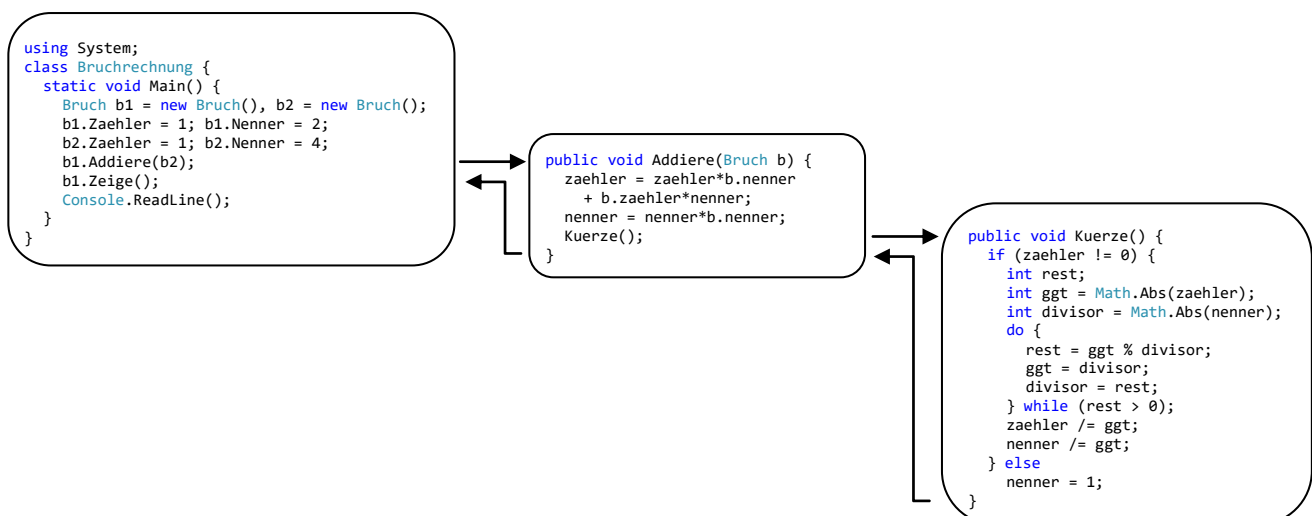 using System;
class Bruchrechnung {
  static void Main() {
    Bruch b1 = new Bruch(), b2 = new Bruch();
    b1.Zaehler = 1; b1.Nenner = 2;
    b2.Zaehler = 1; b2.Nenner = 4;
    b1.Addiere(b2);
    b1.Zeige();
    Console.ReadLine();
  }
}
public void Addiere(Bruch b) {
  zaehler = zaehler*b.nenner
    + b.zaehler*nenner;
  nenner = nenner*b.nenner;
  Kuerze();
}
public void Kuerze() {
  if (zaehler != 0) {
    int rest;
    int ggt = Math.Abs(zaehler);
    int divisor = Math.Abs(nenner);
    do {
      rest = ggt % divisor;
      ggt = divisor;
      divisor = rest;
    } while (rest > 0);
    zaehler /= ggt;
    nenner /= ggt;
  } else
    nenner = 1;
}